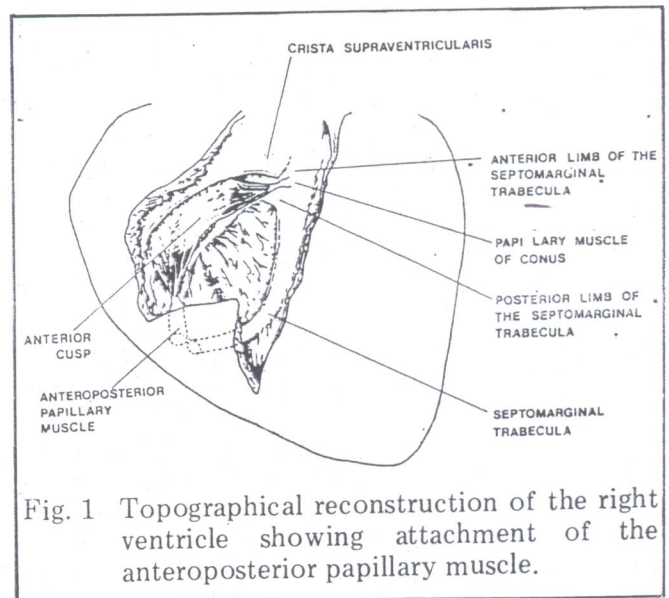 CRISTA SUPRAVENTRICULARIS
ANTERIOR LIMB OF THE
SEPTOMARGINAL
TRABECULA
PAPI LARY MUSCLE
OF CONUS
POSTERIOR LIMB OF
THE SEPTOMARGINAL
TRABECULA
ANTERIOR
CUSP
ANTEROPOSTERIOR
PAPILLARY
MUSCLE
SEPTOMARGINAL
TRABECULA
Fig. 1 Topographical reconstruction of the right
ventricle showing attachment of the
anteroposterior papillary muscle.